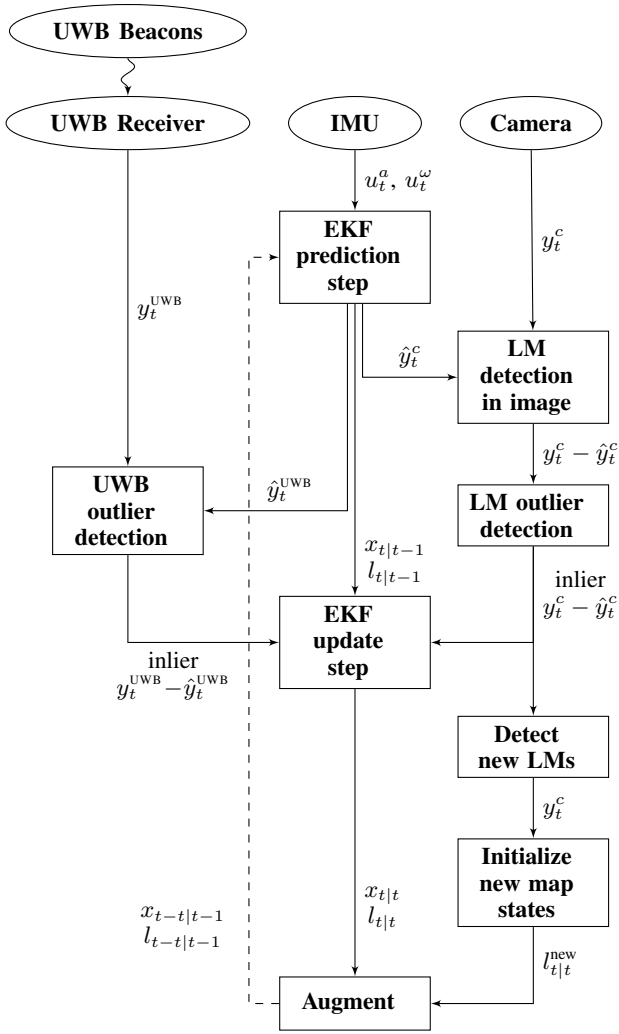 UWB Beacons
UWB Receiver
IMU
Camera
u_t^a, u_t^ω
EKF
prediction
step
y_t^c
y_t^UWB
ŷ_t^c
LM
detection
in image
y_t^c − ŷ_t^c
UWB
outlier
detection
ŷ_t^UWB
LM outlier
detection
x_{t|t−1}
l_{t|t−1}
inlier
y_t^c − ŷ_t^c
EKF
update
step
inlier
y_t^UWB − ŷ_t^UWB
Detect
new LMs
y_t^c
Initialize
new map
states
x_{t−t|t−1}
l_{t−t|t−1}
x_{t|t}
l_{t|t}
l_{t|t}^new
Augment